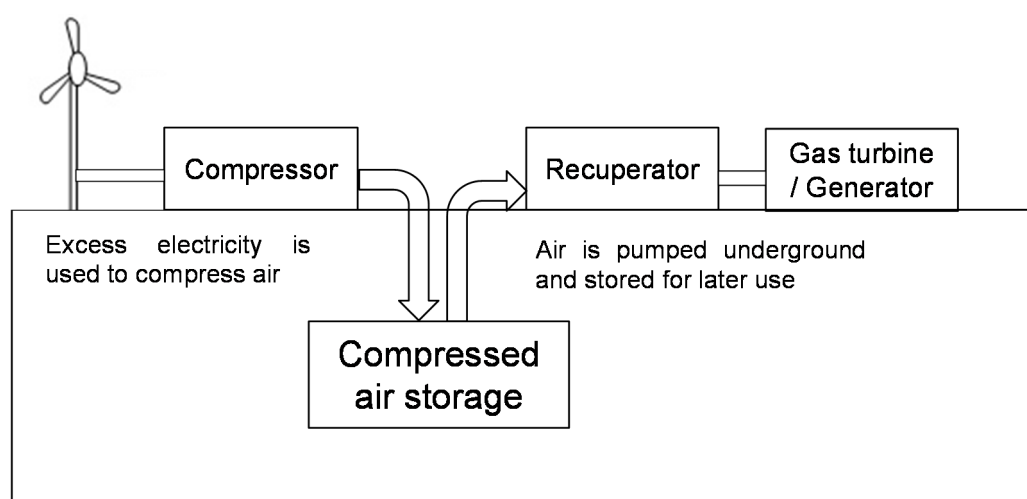 Compressor
Recuperator
Gas turbine
/ Generator
Excess electricity is
used to compress air
Air is pumped underground
and stored for later use
Compressed
air storage